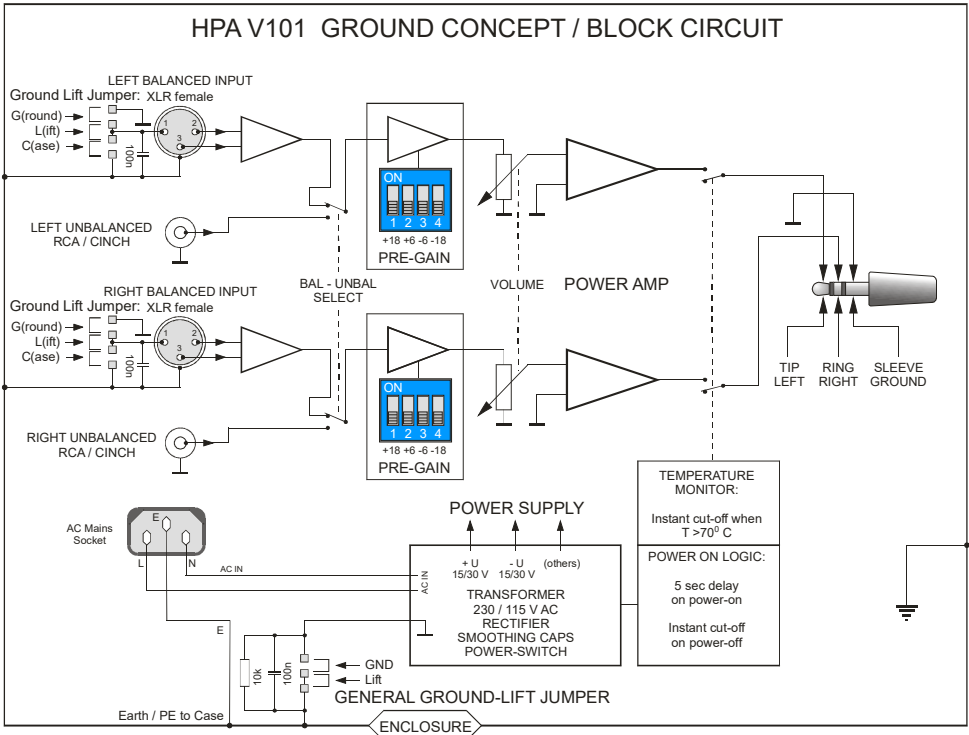 HPA V101 GROUND CONCEPT / BLOCK CIRCUIT
LEFT BALANCED INPUT
Ground Lift Jumper: XLR female
G(round)
L(ift)
C(ase)
1
2
3
100n
LEFT UNBALANCED
RCA / CINCH
ON
1 2 3 4
+18 +6 -6 -18
PRE-GAIN
BAL - UNBAL
SELECT
VOLUME
POWER AMP
RIGHT BALANCED INPUT
Ground Lift Jumper: XLR female
G(round)
L(ift)
C(ase)
1
2
3
100n
RIGHT UNBALANCED
RCA / CINCH
ON
1 2 3 4
+18 +6 -6 -18
PRE-GAIN
TIP
LEFT
RING
RIGHT
SLEEVE
GROUND
TEMPERATURE
MONITOR:
Instant cut-off when
T >70⁰ C
POWER ON LOGIC:
5 sec delay
on power-on
Instant cut-off
on power-off
POWER SUPPLY
+ U
15/30 V
- U
15/30 V
(others)
AC IN
TRANSFORMER
230 / 115 V AC
RECTIFIER
SMOOTHING CAPS
POWER-SWITCH
AC Mains
Socket
E
L
N
AC IN
E
10k
100n
GND
Lift
GENERAL GROUND-LIFT JUMPER
Earth / PE to Case
ENCLOSURE